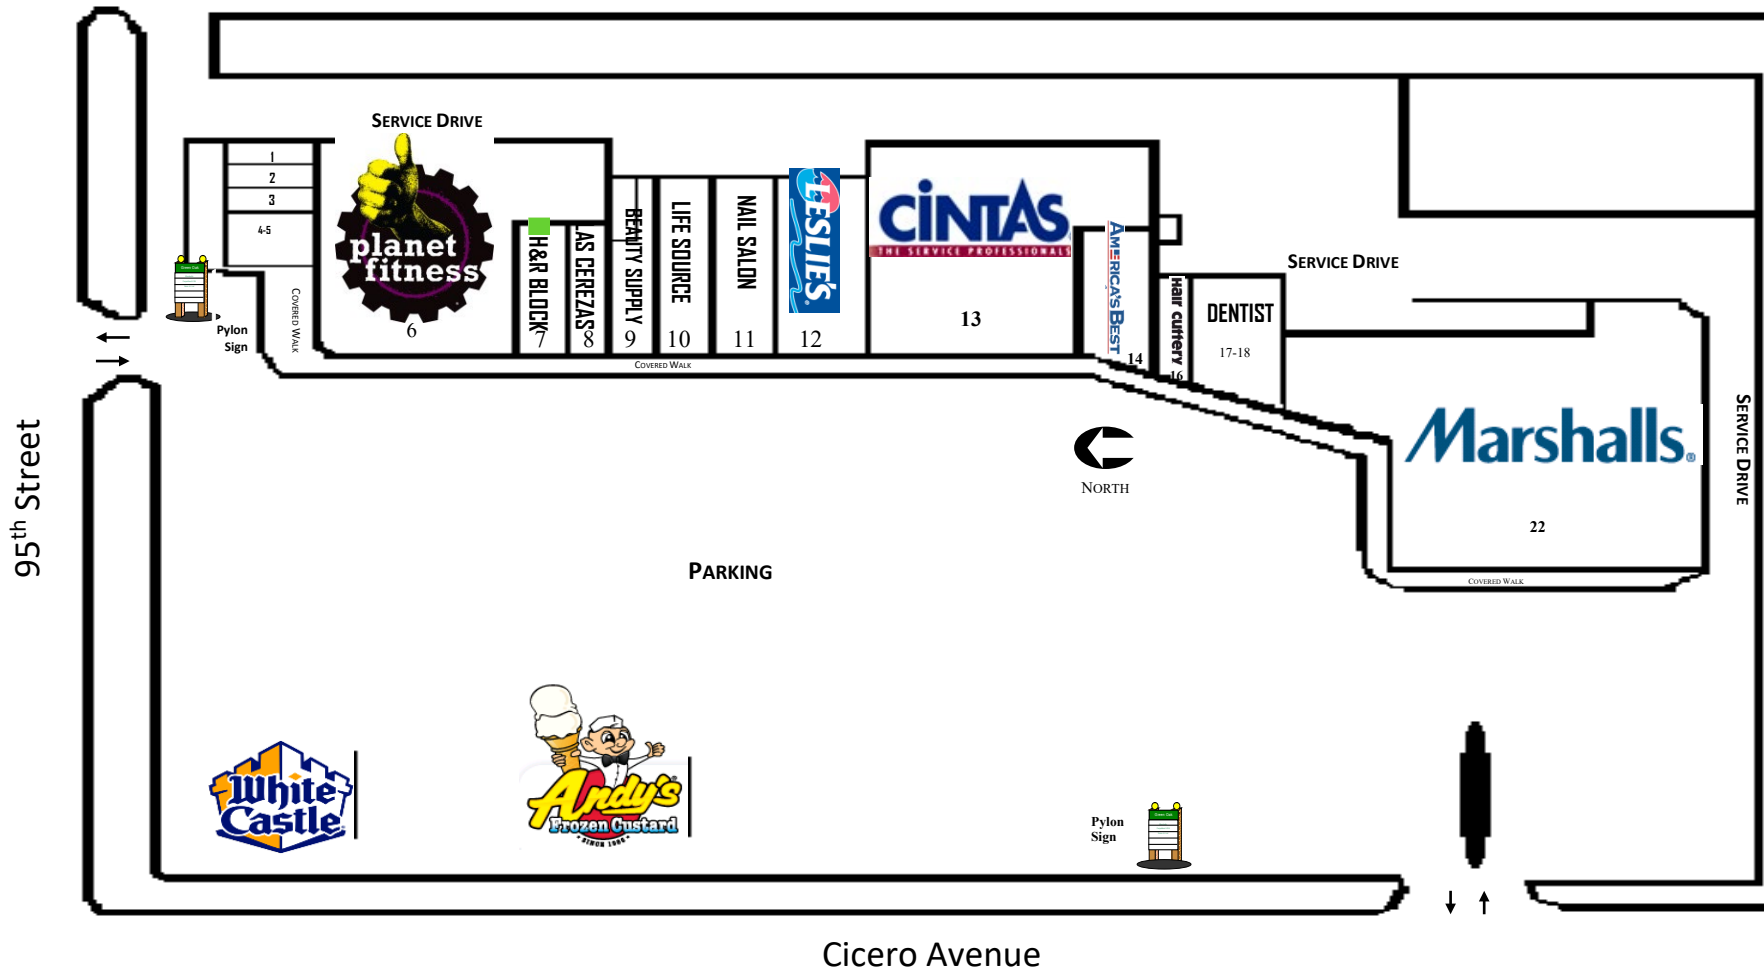 SERVICE DRIVE
1
2
3
4-5
planet
fitness
6
H&R BLOCK
7
LAS CEREZAS
8
BEAUTY SUPPLY
9
LIFE SOURCE
10
NAIL SALON
11
LESLIE'S
12
CINTAS
THE SERVICE PROFESSIONALS
13
AMERICA'S BEST
14
Hair cuttery
16
DENTIST
17-18
SERVICE DRIVE
Pylon
Sign
COVERED WALK
COVERED WALK
Marshalls®
22
COVERED WALK
SERVICE DRIVE
NORTH
95th Street
PARKING
White
Castle
Andy's
Frozen Custard
SINCE 1986
Pylon
Sign
Cicero Avenue